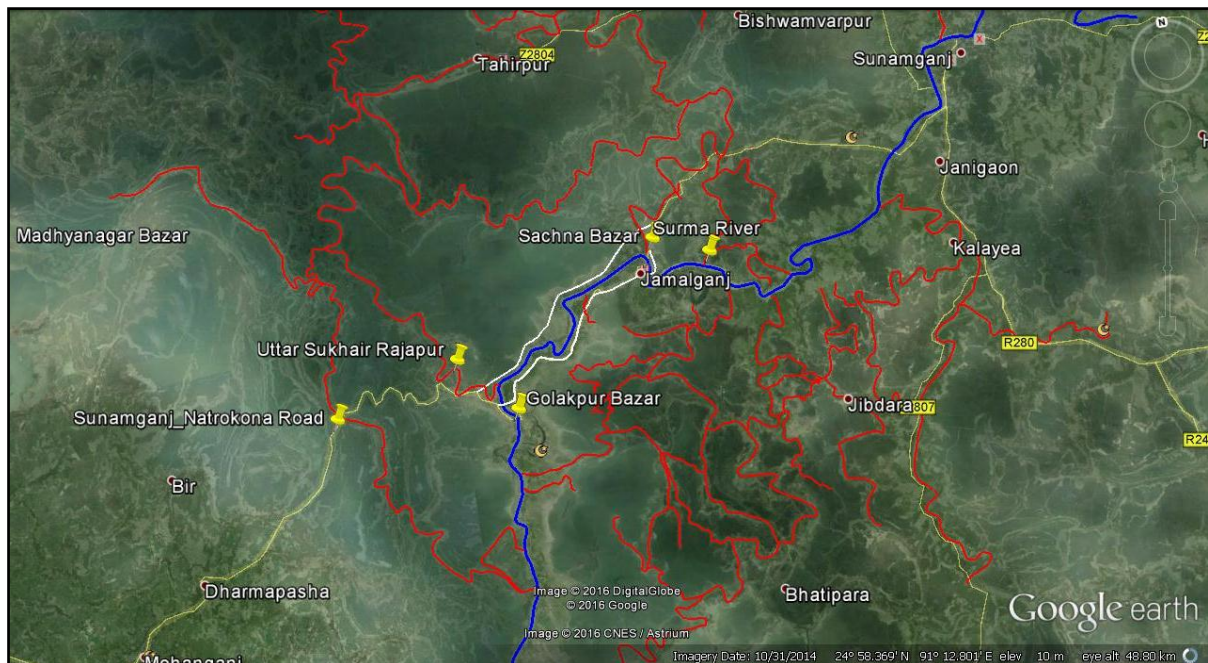 Bishwamvarpur
Z2804
Tahirpur
Sunamganj
X
N
Janigaon
Madhyanagar Bazar
Sachna Bazar
Surma River
Kalayea
Jamalganj
R280
Uttar Sukhair Rajapur
Golakpur Bazar
Jibdara
Sunamganj_Natrokona Road
Bir
Dharmapasha
Bhatipara
Image © 2016 DigitalGlobe
© 2016 Google
Google earth
Image © 2016 CNES / Astrium
Mohanganj
Imagery Date: 10/31/2014 24° 58.369' N 91° 12.801' E elev 10 m eye alt 48.80 km